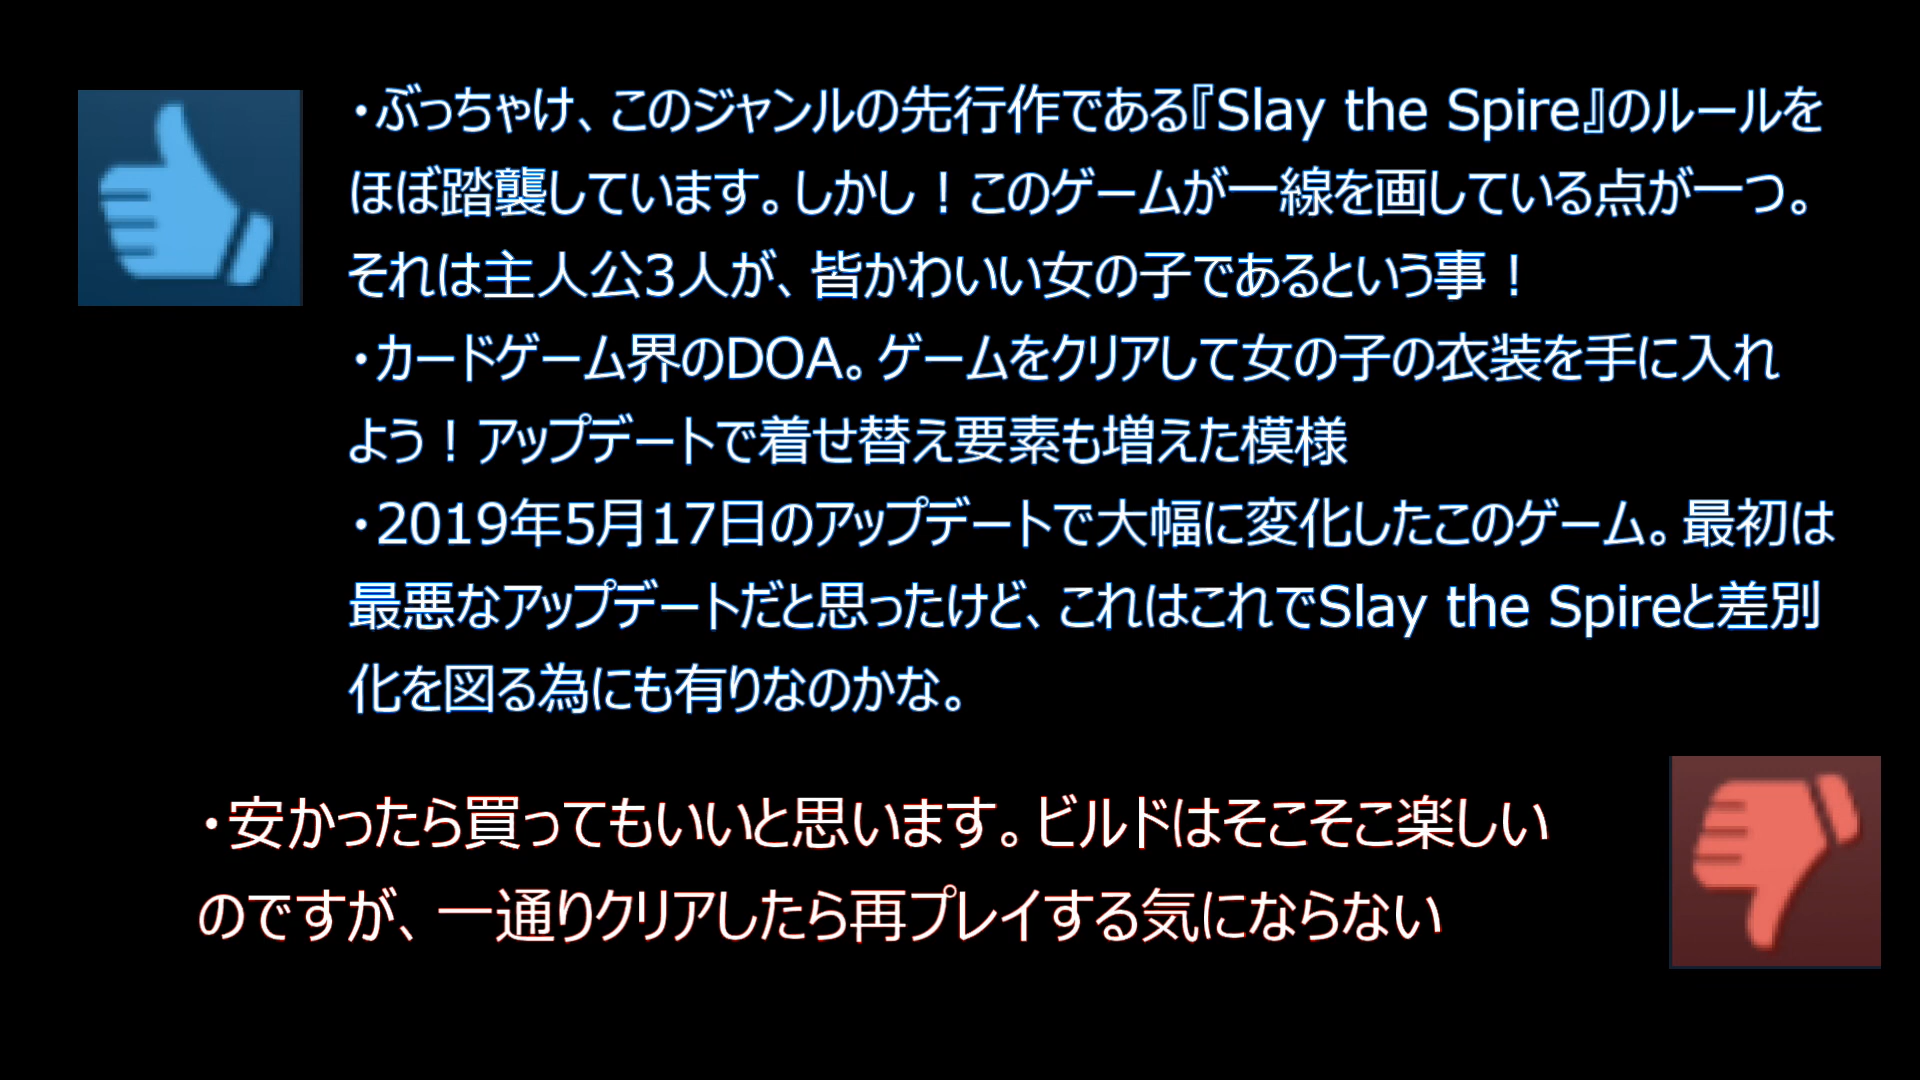 ・ぶっちゃけ、このジャンルの先行作である『Slay the Spire』のルールを
ほぼ踏襲しています。しかし！このゲームが一線を画している点が一つ。
それは主人公3人が、皆かわいい女の子であるという事！
・カードゲーム界のDOA。ゲームをクリアして女の子の衣装を手に入れ
よう！アップデートで着せ替え要素も増えた模様
・2019年5月17日のアップデートで大幅に変化したこのゲーム。最初は
最悪なアップデートだと思ったけど、これはこれでSlay the Spireと差別
化を図る為にも有りなのかな。
・安かったら買ってもいいと思います。ビルドはそこそこ楽しい
のですが、一通りクリアしたら再プレイする気にならない